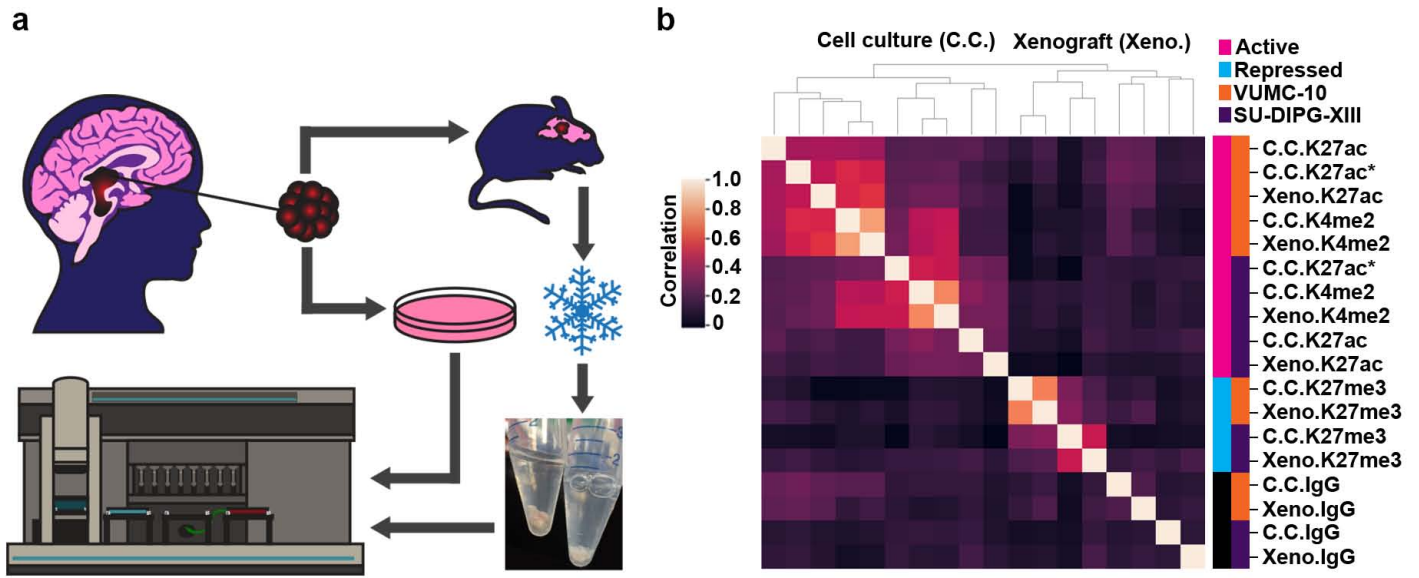 a
b
Cell culture (C.C.) Xenograft (Xeno.)
Active
Repressed
VUMC-10
SU-DIPG-XIII
Correlation
1.0
0.8
0.6
0.4
0.2
0
C.C.K27ac
C.C.K27ac*
Xeno.K27ac
C.C.K4me2
Xeno.K4me2
C.C.K27ac*
C.C.K4me2
Xeno.K4me2
C.C.K27ac
Xeno.K27ac
C.C.K27me3
Xeno.K27me3
C.C.K27me3
Xeno.K27me3
C.C.IgG
Xeno.IgG
C.C.IgG
Xeno.IgG